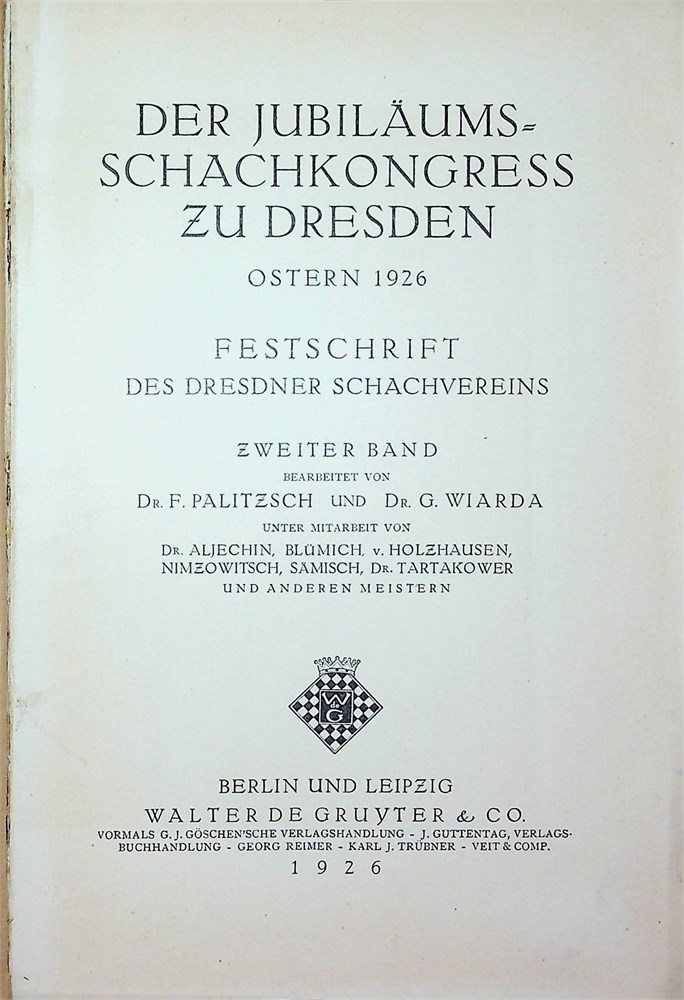 DER JUBILÄUMS-
SCHACHKONGRESS
ZU DRESDEN
OSTERN 1926
FESTSCHRIFT
DES DRESDNER SCHACHVEREINS
ZWEITER BAND
BEARBEITET VON
DR. F. PALITZSCH UND DR. G. WIARDA
UNTER MITARBEIT VON
DR. ALJECHIN, BLÜMICH, v. HOLZHAUSEN,
NIMZOWITSCH, SÄMISCH, DR. TARTAKOWER
UND ANDEREN MEISTERN
W d G
BERLIN UND LEIPZIG
WALTER DE GRUYTER & CO.
VORMALS G. J. GÖSCHEN'SCHE VERLAGSHANDLUNG - J. GUTTENTAG, VERLAGS-
BUCHHANDLUNG - GEORG REIMER - KARL J. TRÜBNER - VEIT & COMP.
1926